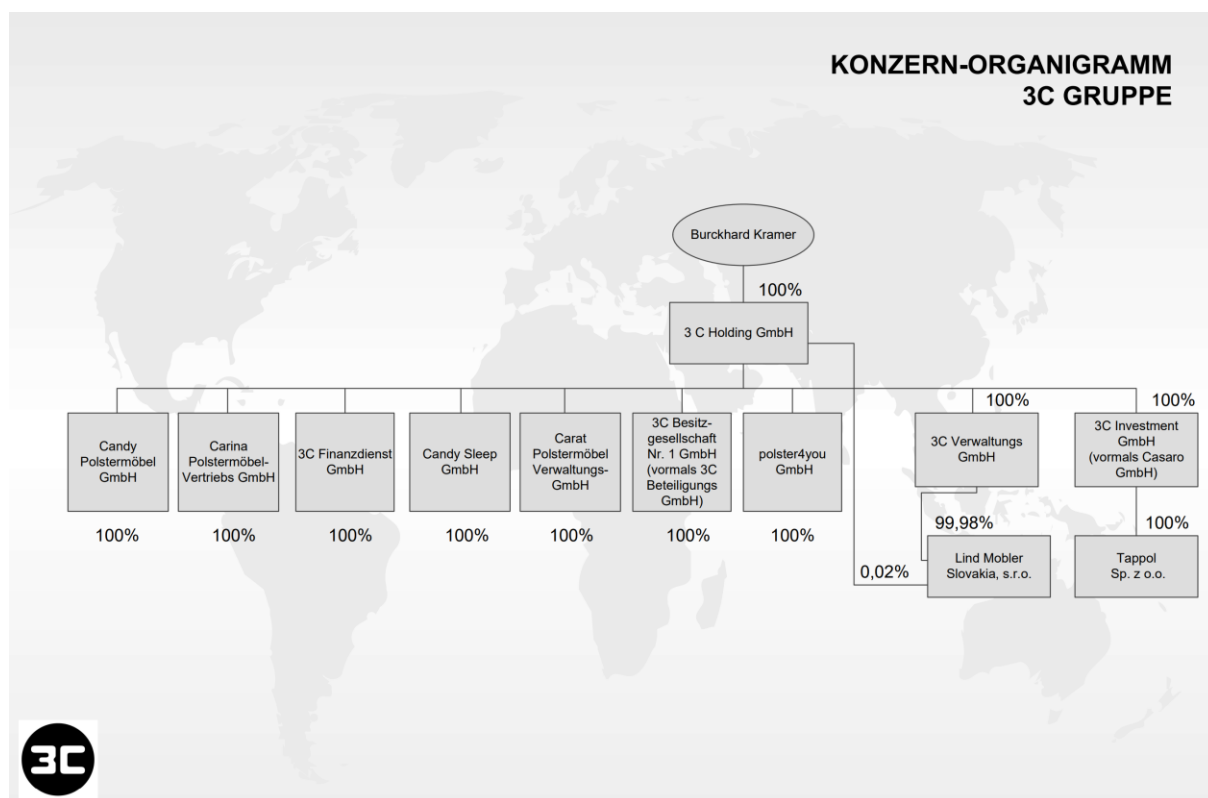 KONZERN-ORGANIGRAMM
3C GRUPPE
Burckhard Kramer
100%
3 C Holding GmbH
100%
100%
Candy
Polstermöbel
GmbH
Carina
Polstermöbel-
Vertriebs GmbH
3C Finanzdienst
GmbH
Candy Sleep
GmbH
Carat
Polstermöbel
Verwaltungs-
GmbH
3C Besitz-
gesellschaft
Nr. 1 GmbH
(vormals 3C
Beteiligungs
GmbH)
polster4you
GmbH
3C Verwaltungs
GmbH
3C Investment
GmbH
(vormals Casaro
GmbH)
100%
100%
100%
100%
100%
100%
100%
99,98%
100%
0,02%
Lind Mobler
Slovakia, s.r.o.
Tappol
Sp. z o.o.
3C